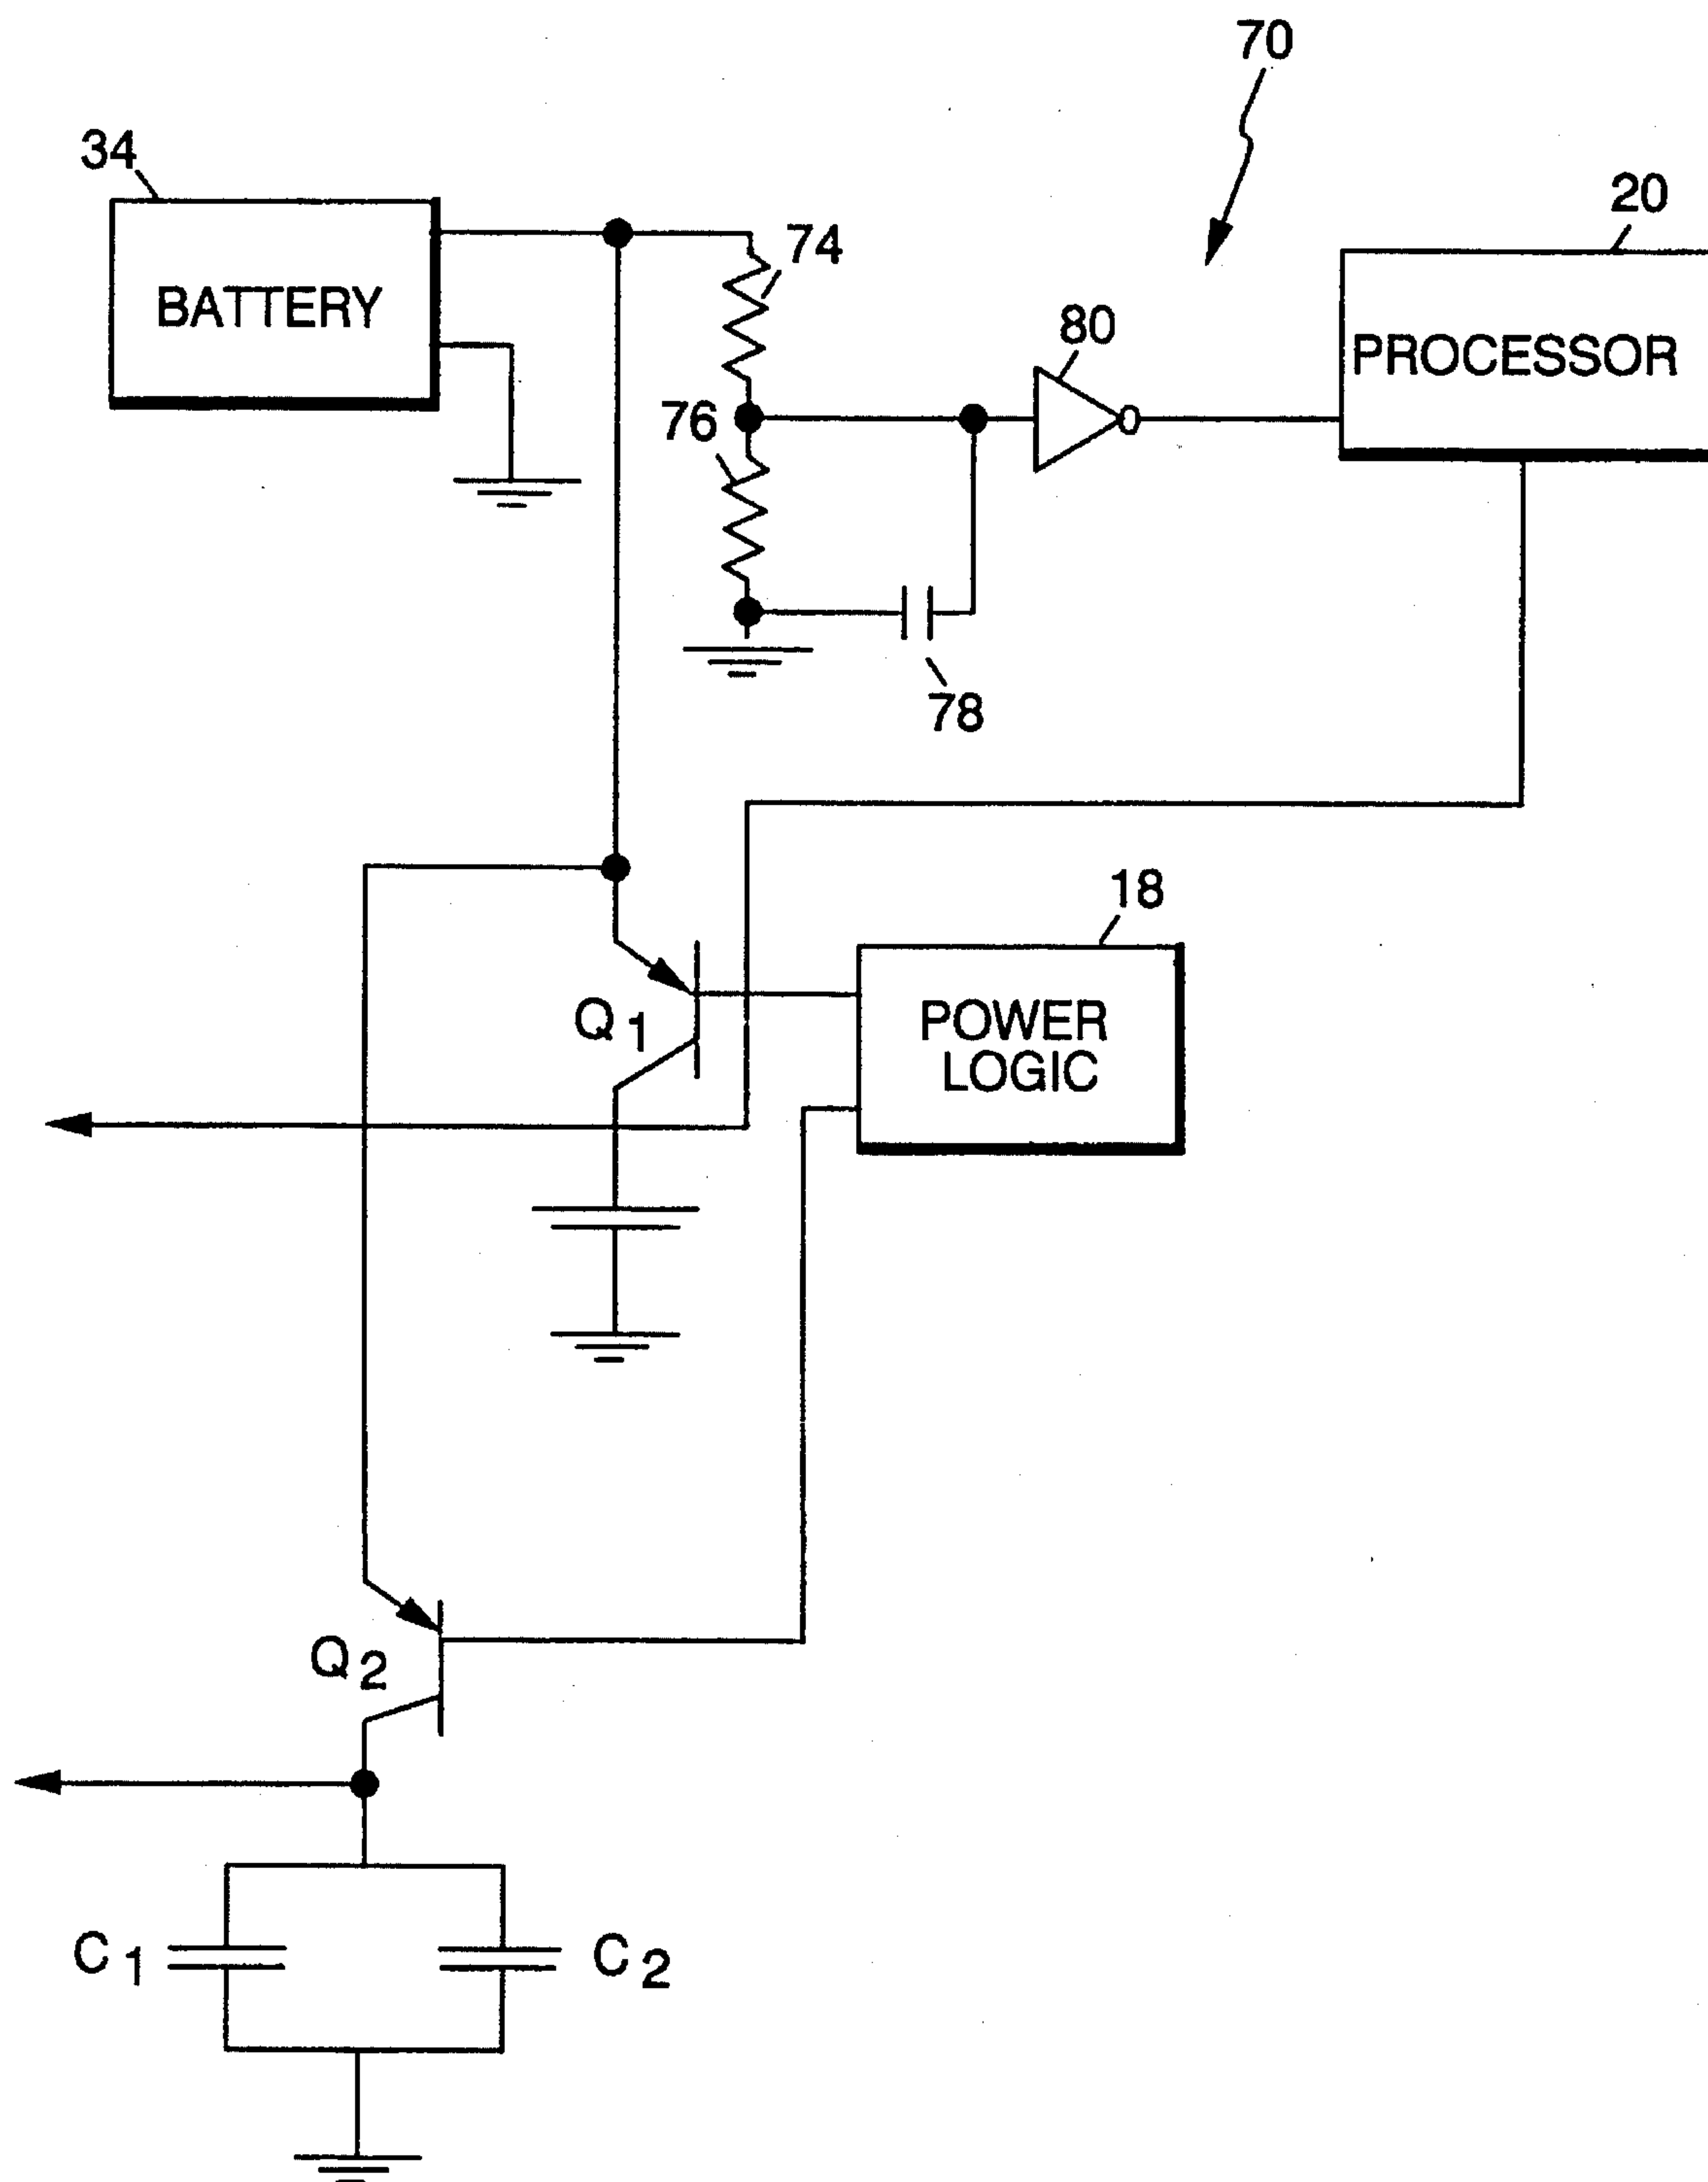 70
34
20
74
BATTERY
80
PROCESSOR
76
78
18
Q1
POWER
LOGIC
Q2
C1
C2